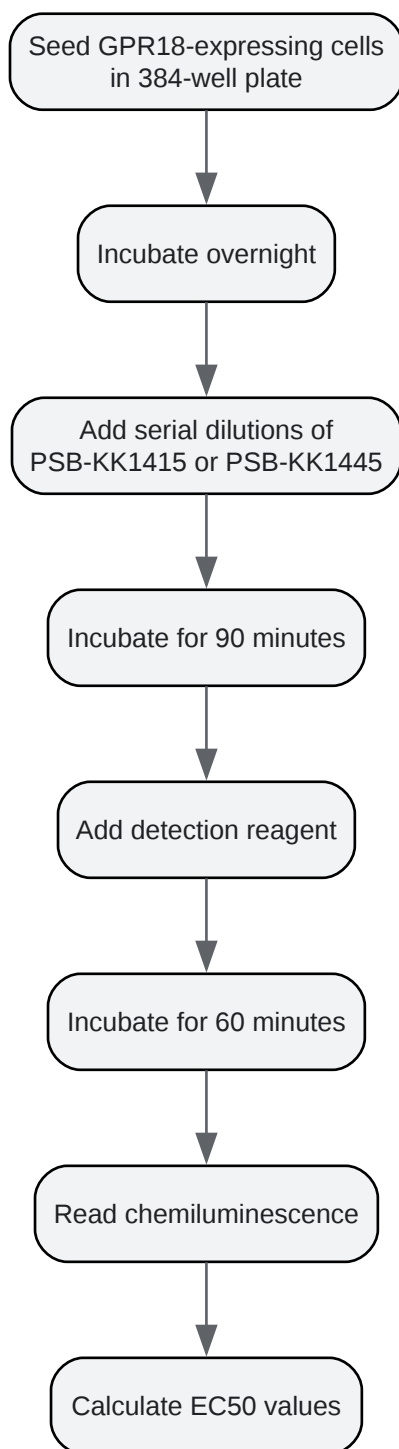 Seed GPR18-expressing cells
in 384-well plate
Incubate overnight
Add serial dilutions of
PSB-KK1415 or PSB-KK1445
Incubate for 90 minutes
Add detection reagent
Incubate for 60 minutes
Read chemiluminescence
Calculate EC50 values